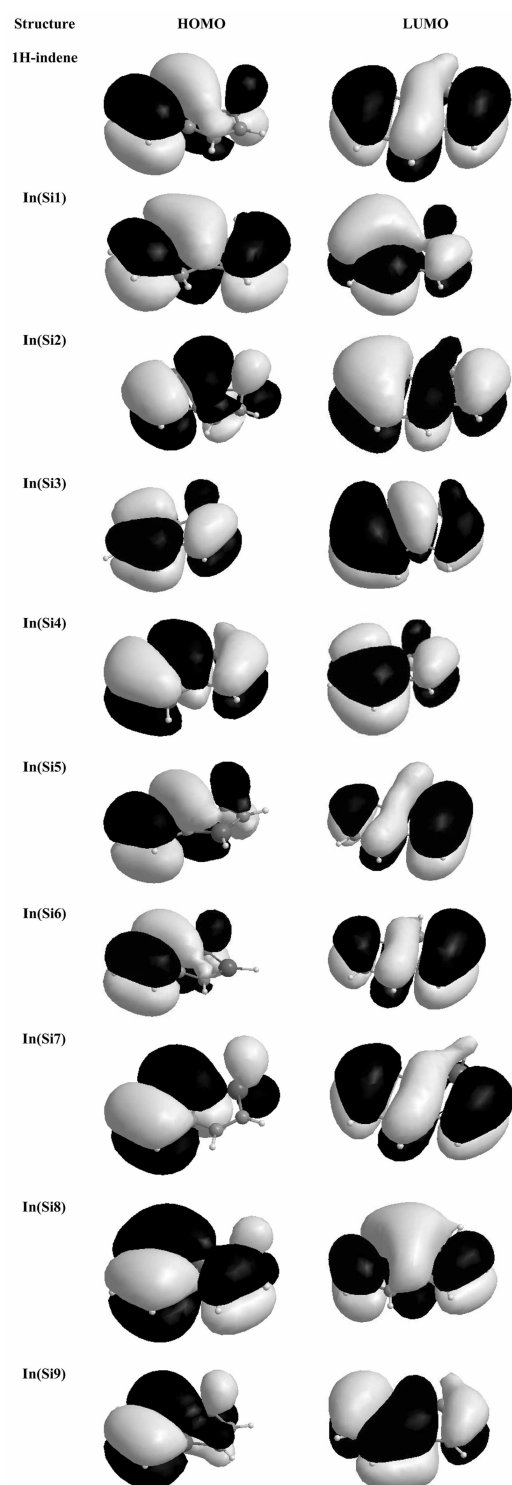 Structure HOMO LUMO
1H-indene
In(Si1)
In(Si2)
In(Si3)
In(Si4)
In(Si5)
In(Si6)
In(Si7)
In(Si8)
In(Si9)